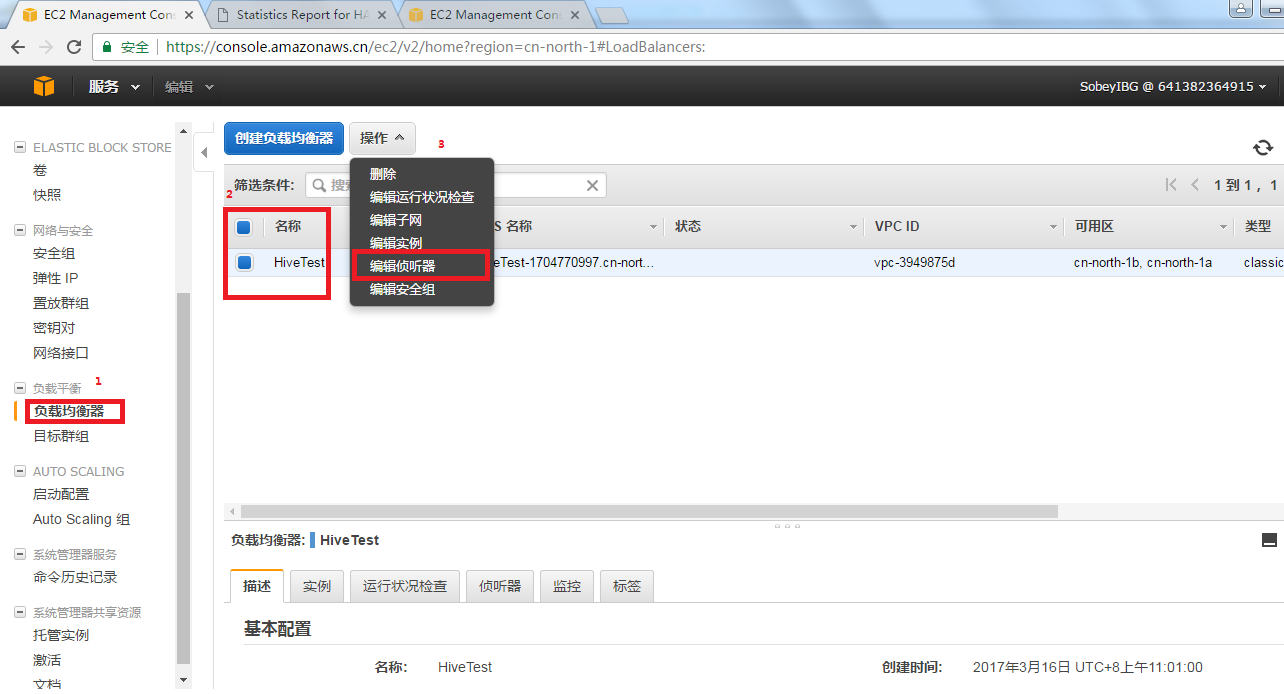 EC2 Management Con
Statistics Report for HA
EC2 Management Con
安全 https://console.amazonaws.cn/ec2/v2/home?region=cn-north-1#LoadBalancers:
服务 编辑 SobeyIBG @ 641382364915
ELASTIC BLOCK STORE
卷
快照
网络与安全
安全组
弹性 IP
置放群组
密钥对
网络接口
负载平衡 1
负载均衡器
目标群组
AUTO SCALING
启动配置
Auto Scaling 组
系统管理器服务
命令历史记录
系统管理器共享资源
托管实例
激活
文档
创建负载均衡器 操作 3
删除
编辑运行状况检查
编辑子网
编辑实例
编辑侦听器
编辑安全组
2 筛选条件: 搜索 1 到 1， 1
名称 S 名称 状态 VPC ID 可用区 类型
HiveTest eTest-1704770997.cn-nort... vpc-3949875d cn-north-1b, cn-north-1a classic
负载均衡器: HiveTest
描述 实例 运行状况检查 侦听器 监控 标签
基本配置
名称: HiveTest 创建时间: 2017年3月16日 UTC+8上午11:01:00